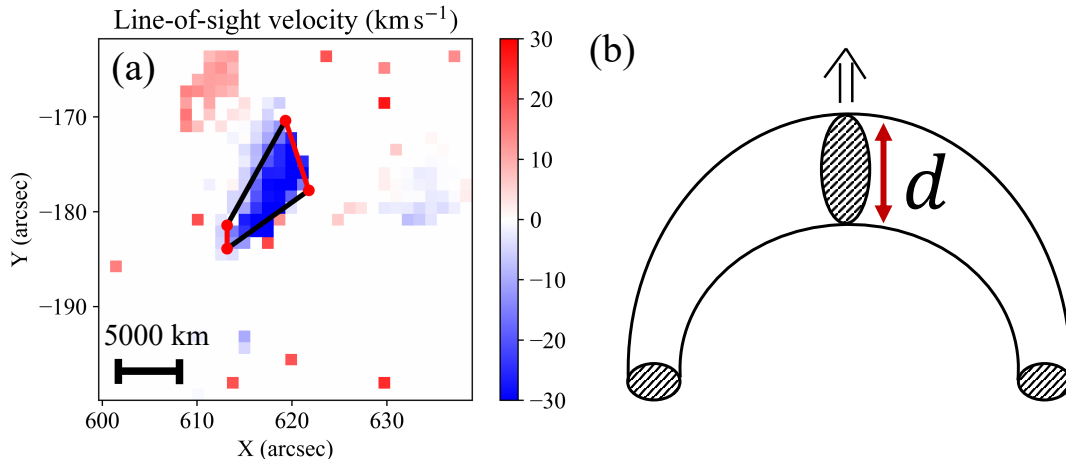 Line-of-sight velocity (km s⁻¹)
(a)
30
20
10
0
−10
−20
−30
−170
−180
−190
Y (arcsec)
5000 km
600
610
620
630
X (arcsec)
(b)
d